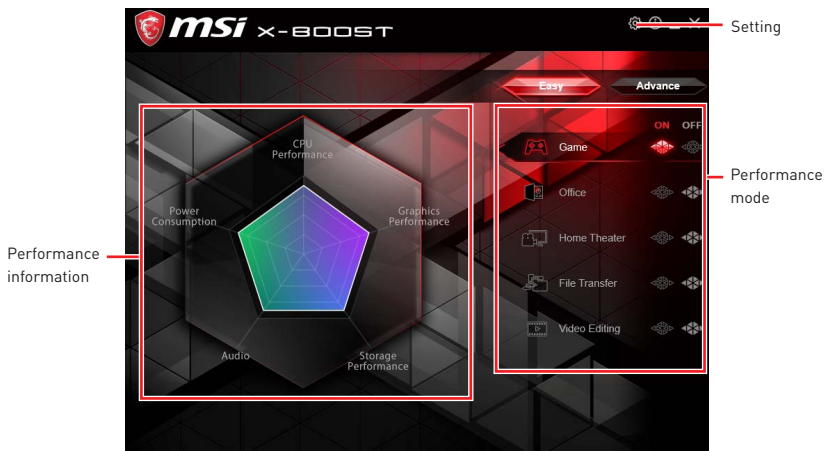 msi X-BOOST
Setting
Easy
Advance
ON OFF
Game
Office
Home Theater
File Transfer
Video Editing
Performance
mode
Performance
information
CPU
Performance
Graphics
Performance
Storage
Performance
Audio
Power
Consumption